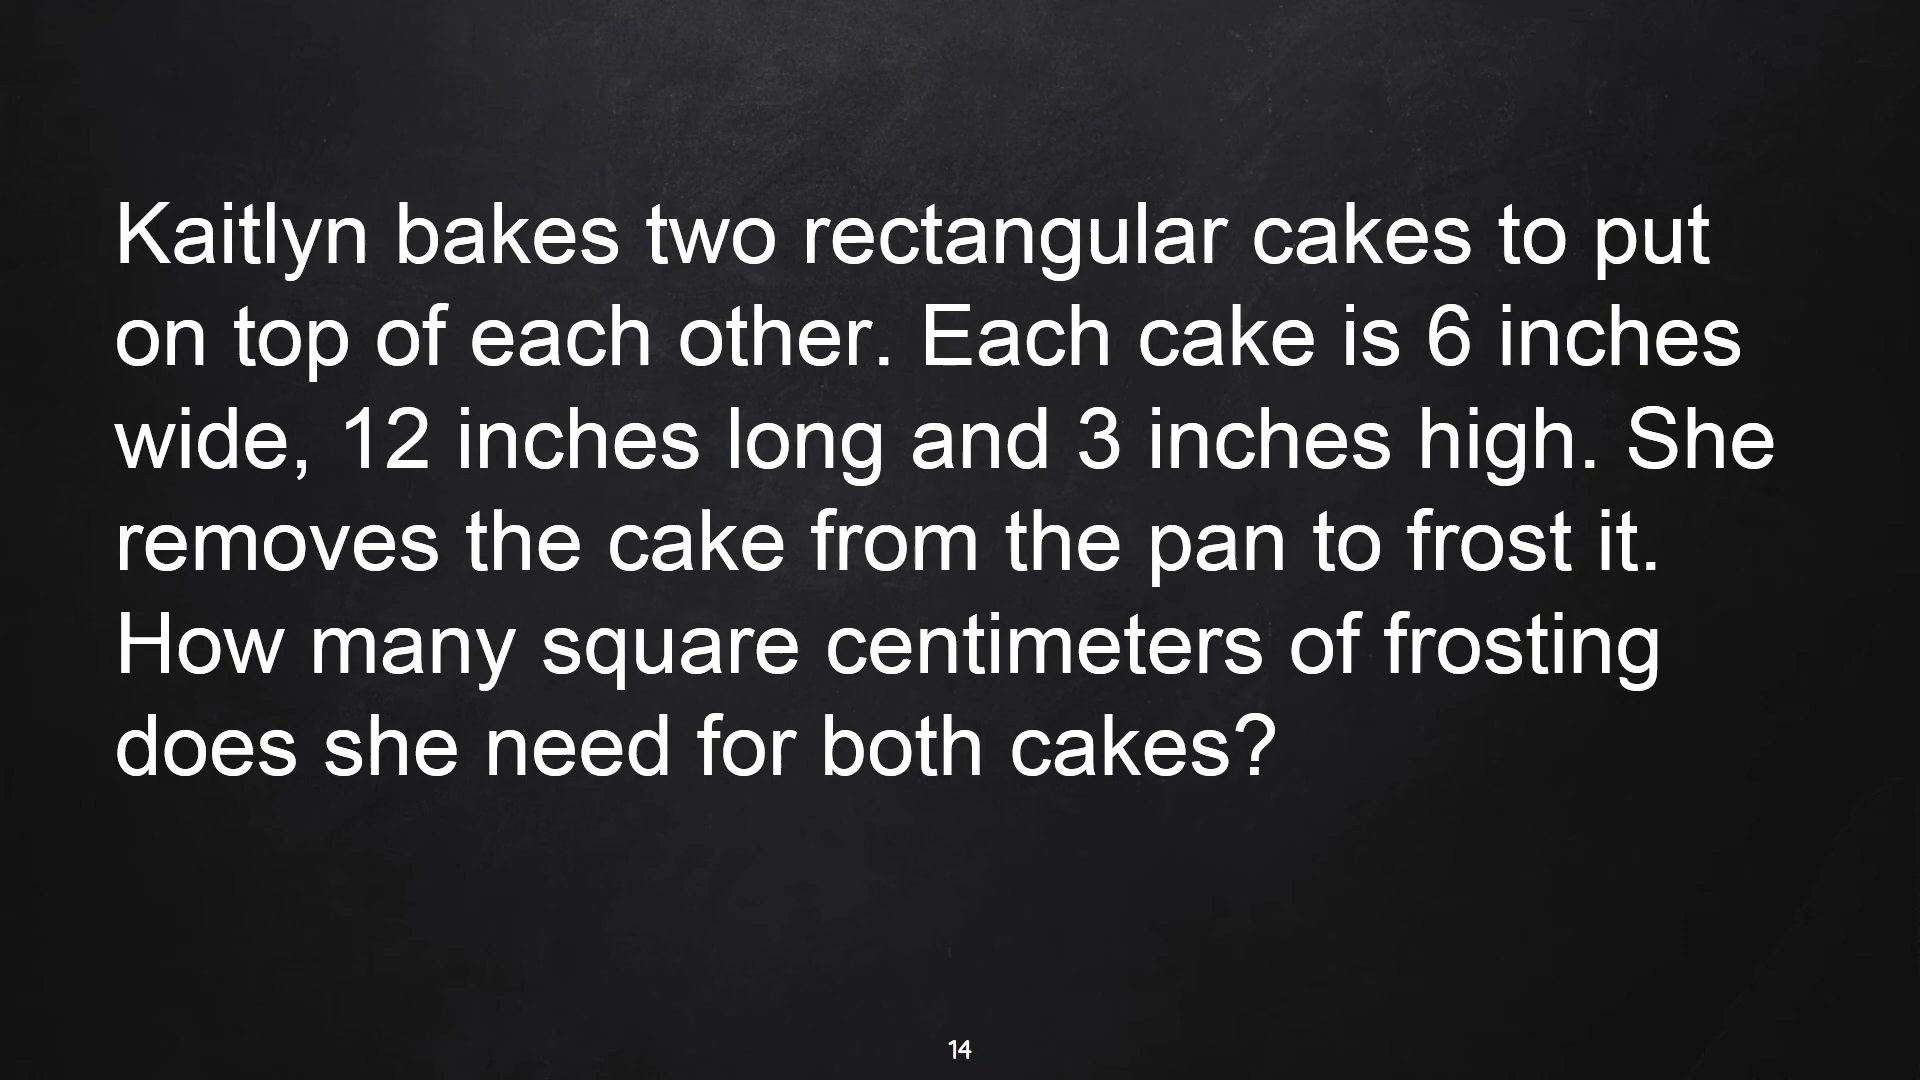 Kaitlyn bakes two rectangular cakes to put
on top of each other. Each cake is 6 inches
wide, 12 inches long and 3 inches high. She
removes the cake from the pan to frost it.
How many square centimeters of frosting
does she need for both cakes?
14